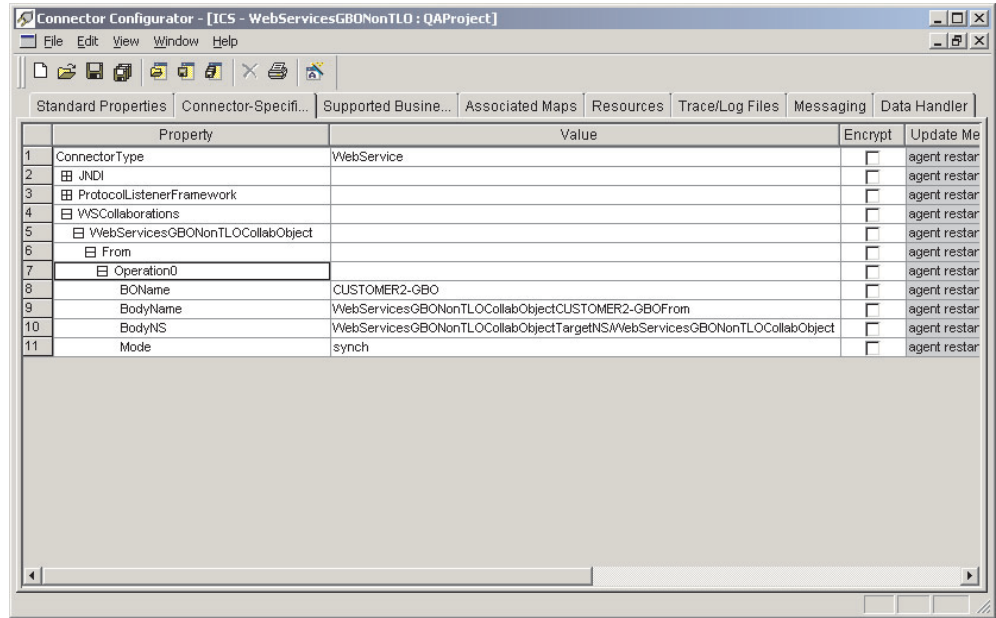 Connector Configurator - [ICS - WebServicesGBONonTLO : QAProject]
File Edit View Window Help
Standard Properties Connector-Specifi... Supported Busine... Associated Maps Resources Trace/Log Files Messaging Data Handler
Property Value Encrypt Update Me
1 ConnectorType WebService agent restar
2 JNDI agent restar
3 ProtocolListenerFramework agent restar
4 WSCollaborations agent restar
5 WebServicesGBONonTLOCollabObject agent restar
6 From agent restar
7 Operation0 agent restar
8 BOName CUSTOMER2-GBO agent restar
9 BodyName WebServicesGBONonTLOCollabObjectCUSTOMER2-GBOFrom agent restar
10 BodyNS WebServicesGBONonTLOCollabObjectTargetNS/WebServicesGBONonTLOCollabObject agent restar
11 Mode synch agent restar